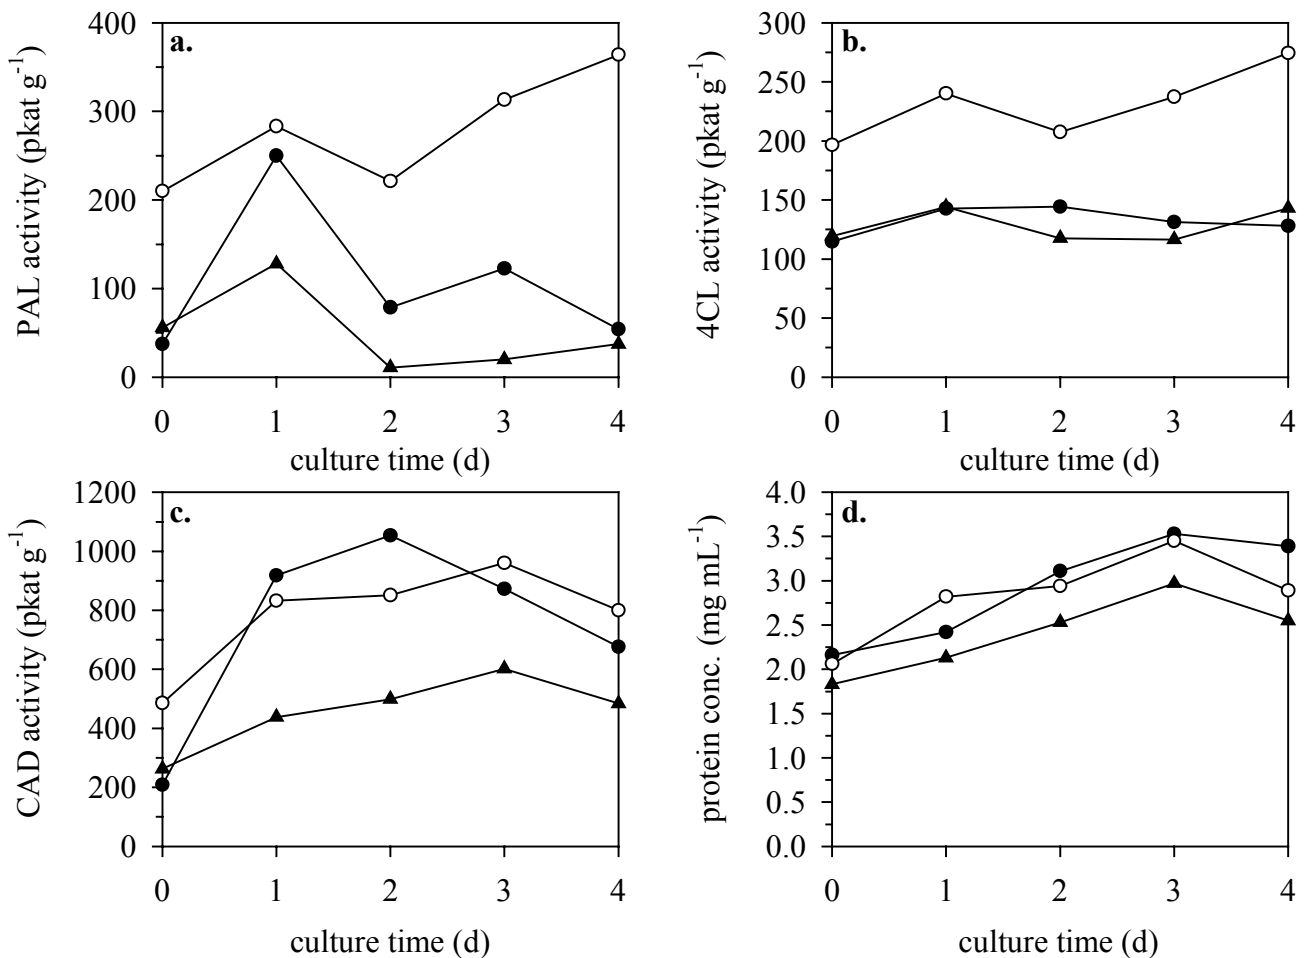 a.
PAL activity (pkat g⁻¹)
400
300
200
100
0
0 1 2 3 4
culture time (d)
b.
4CL activity (pkat g⁻¹)
300
250
200
150
100
50
0
0 1 2 3 4
culture time (d)
c.
CAD activity (pkat g⁻¹)
1200
1000
800
600
400
200
0
0 1 2 3 4
culture time (d)
d.
protein conc. (mg mL⁻¹)
4.0
3.5
3.0
2.5
2.0
1.5
1.0
0.5
0.0
0 1 2 3 4
culture time (d)